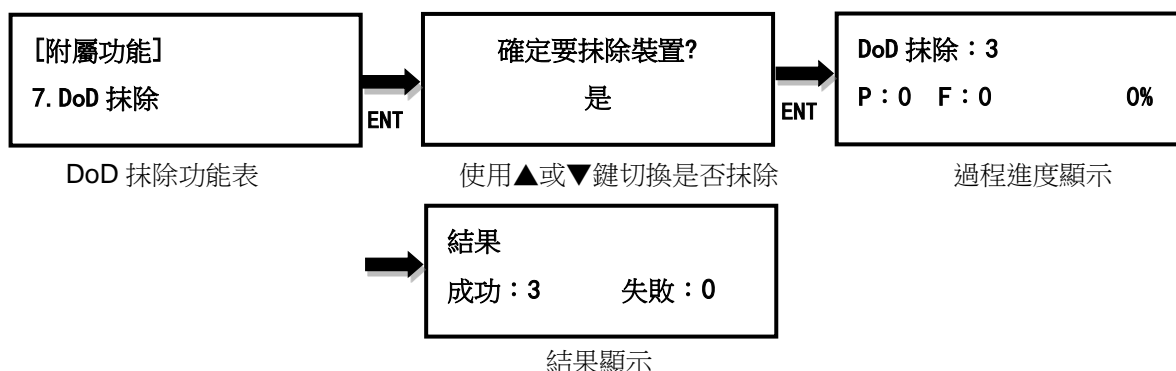 [附屬功能]
7.DoD 抹除
ENT
確定要抹除裝置?
是
ENT
DoD 抹除：3
P：0 F：0 0%
DoD 抹除功能表
使用▲或▼鍵切換是否抹除
過程進度顯示
結果
成功：3 失敗：0
結果顯示